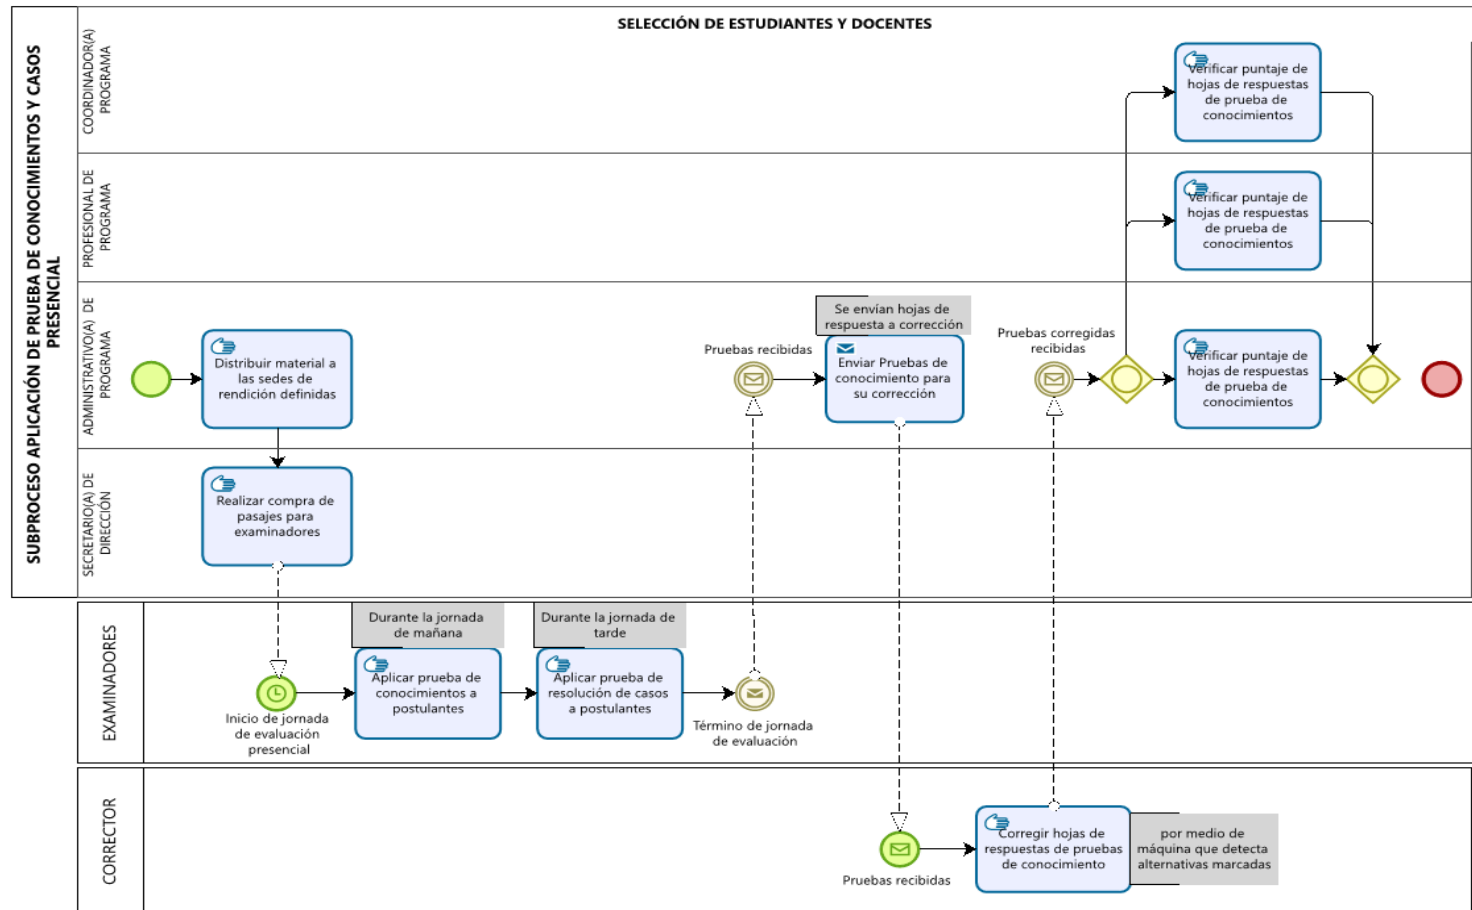 SELECCIÓN DE ESTUDIANTES Y DOCENTES
SUBPROCESO APLICACIÓN DE PRUEBA DE CONOCIMIENTOS Y CASOS
PRESENCIAL
COORDINADOR(A)
PROGRAMA
Verificar puntaje de
hojas de respuestas
de prueba de
conocimientos
PROFESIONAL DE
PROGRAMA
Verificar puntaje de
hojas de respuestas
de prueba de
conocimientos
ADMINISTRATIVO(A) DE
PROGRAMA
Distribuir material a
las sedes de
rendición definidas
Pruebas recibidas
Se envían hojas de
respuesta a corrección
Enviar Pruebas de
conocimiento para
su corrección
Pruebas corregidas
recibidas
Verificar puntaje de
hojas de respuestas
de prueba de
conocimientos
SECRETARIO(A) DE
DIRECCIÓN
Realizar compra de
pasajes para
examinadores
EXAMINADORES
Inicio de jornada
de evaluación
presencial
Durante la jornada
de mañana
Aplicar prueba de
conocimientos a
postulantes
Durante la jornada de
tarde
Aplicar prueba de
resolución de casos
a postulantes
Término de jornada
de evaluación
CORRECTOR
Pruebas recibidas
Corregir hojas de
respuestas de pruebas
de conocimiento
por medio de
máquina que detecta
alternativas marcadas